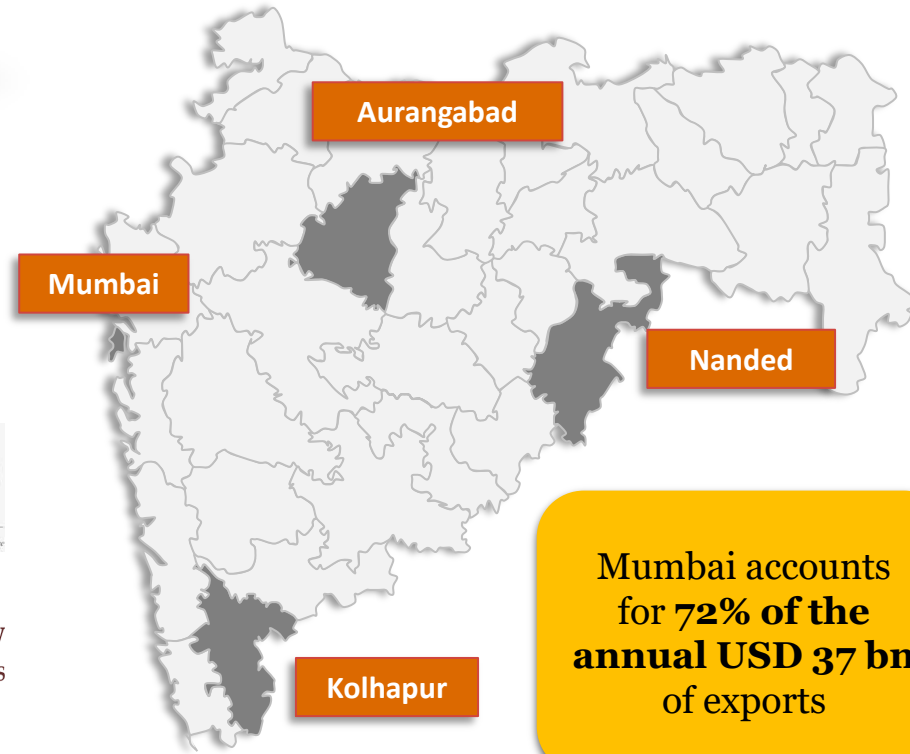 Aurangabad
Mumbai
Nanded
Mumbai accounts
for 72% of the
annual USD 37 bn
of exports
Kolhapur